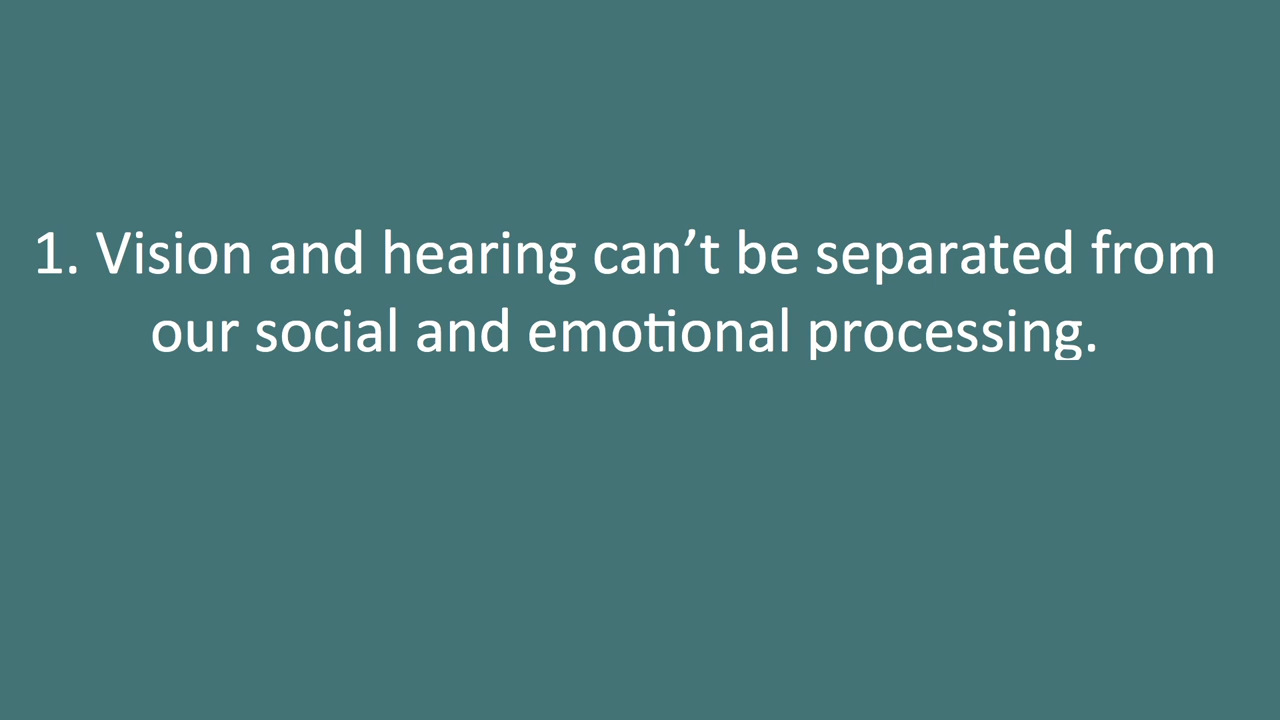 1. Vision and hearing can’t be separated from
our social and emotional processing.